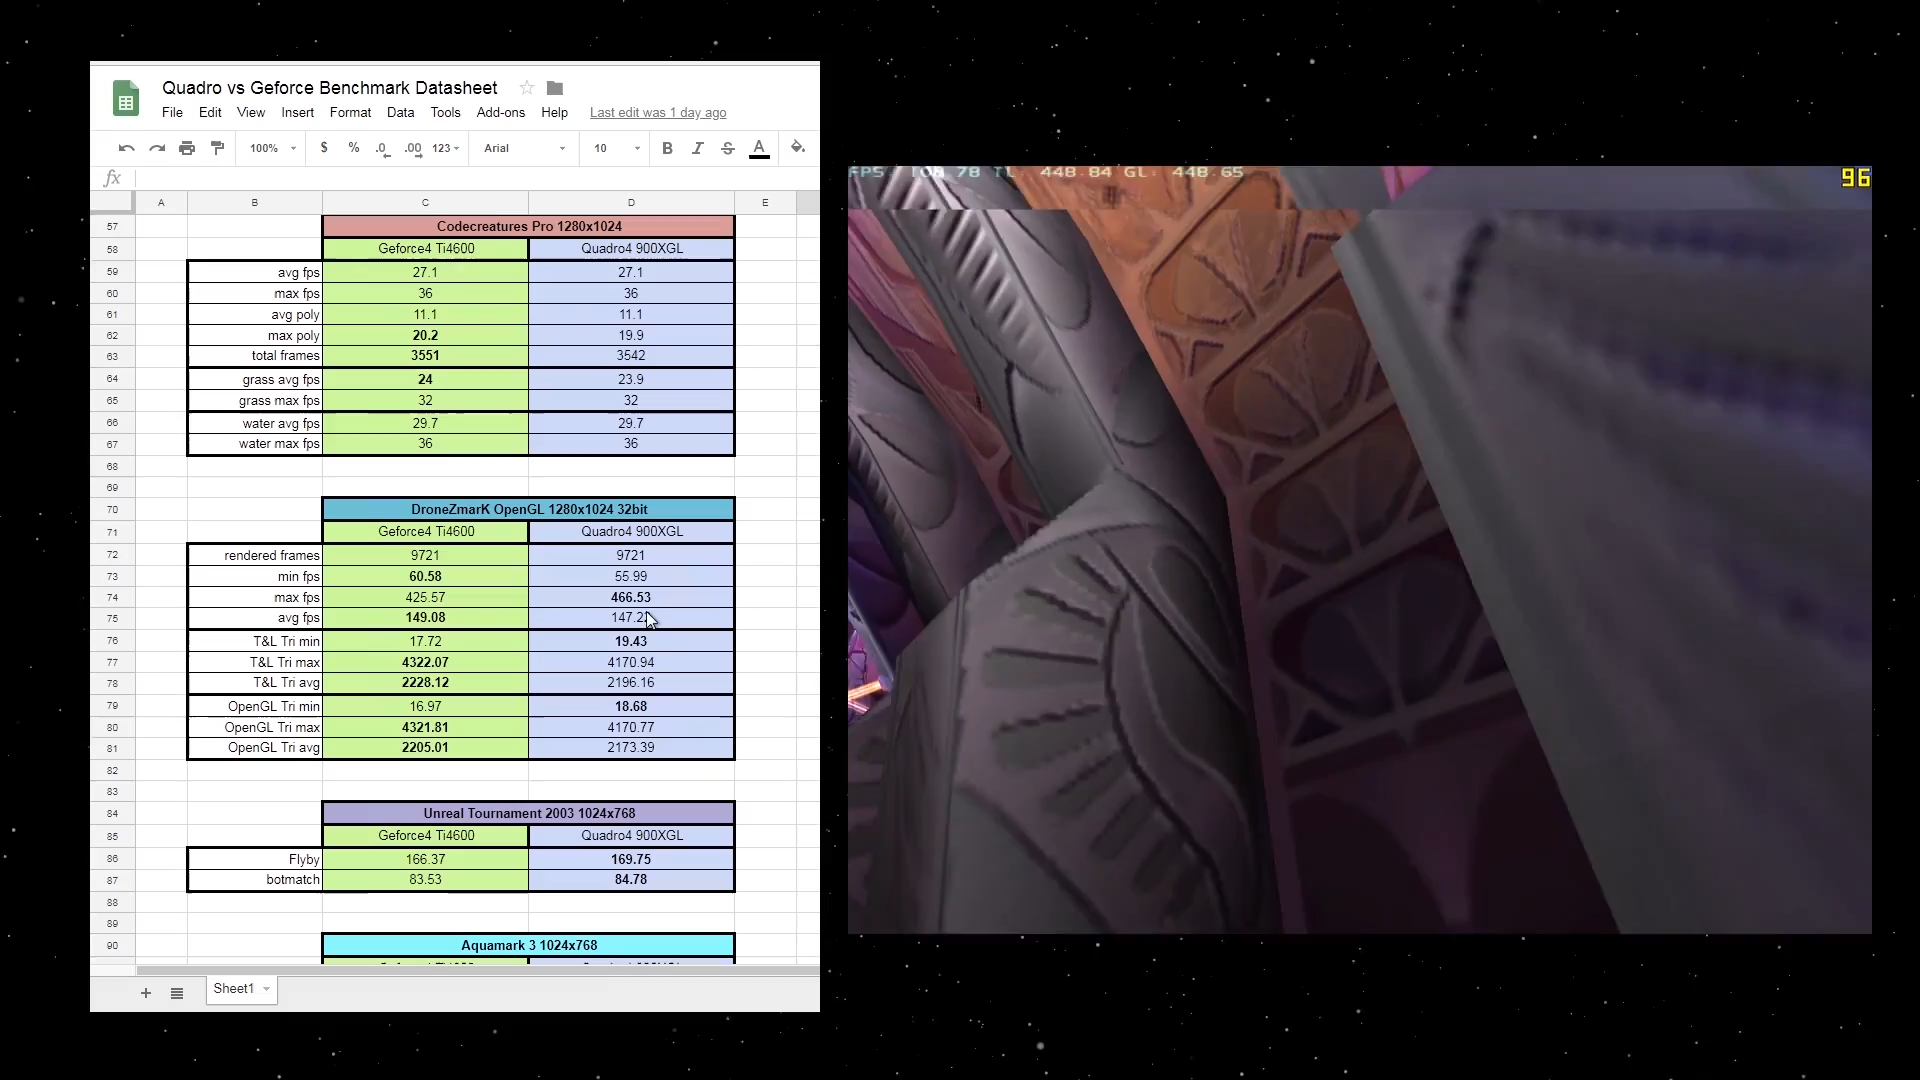 Quadro vs Geforce Benchmark Datasheet
File Edit View Insert Format Data Tools Add-ons Help Last edit was 1 day ago
100% $ % .0 .00 123 Arial 10 B I S A
fx
A B C D E
57 Codecreatures Pro 1280x1024
58 Geforce4 Ti4600 Quadro4 900XGL
59 avg fps 27.1 27.1
60 max fps 36 36
61 avg poly 11.1 11.1
62 max poly 20.2 19.9
63 total frames 3551 3542
64 grass avg fps 24 23.9
65 grass max fps 32 32
66 water avg fps 29.7 29.7
67 water max fps 36 36
68
69
70 DroneZmarK OpenGL 1280x1024 32bit
71 Geforce4 Ti4600 Quadro4 900XGL
72 rendered frames 9721 9721
73 min fps 60.58 55.99
74 max fps 425.57 466.53
75 avg fps 149.08
76 T&L Tri min 17.72 19.43
77 T&L Tri max 4322.07 4170.94
78 T&L Tri avg 2228.12 2196.16
79 OpenGL Tri min 16.97 18.68
80 OpenGL Tri max 4321.81 4170.77
81 OpenGL Tri avg 2205.01 2173.39
82
83
84 Unreal Tournament 2003 1024x768
85 Geforce4 Ti4600 Quadro4 900XGL
86 Flyby 166.37 169.75
87 botmatch 83.53 84.78
88
89
90 Aquamark 3 1024x768
Sheet1
FPS 78 TL: 448.84 GL: 448.65
96